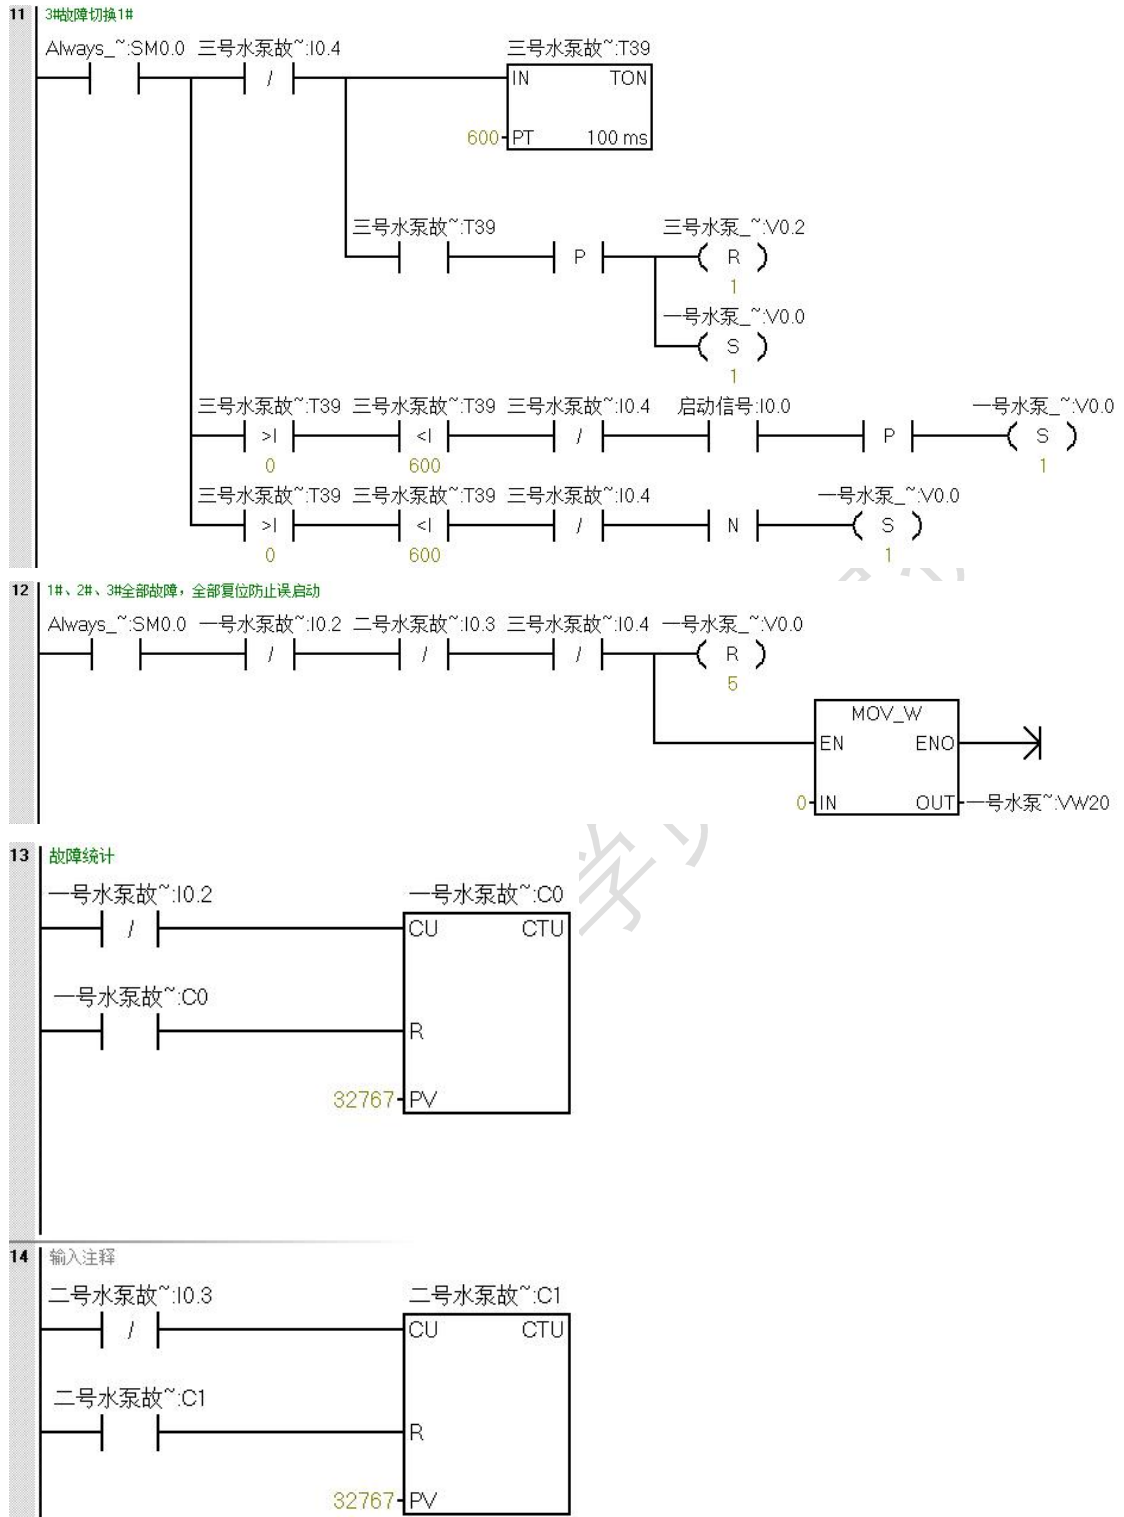 11 3#故障切换1#
Always_~:SM0.0 三号水泵故~:I0.4 三号水泵故~:T39
/ IN TON
600 PT 100 ms
三号水泵故~:T39 三号水泵_~:V0.2
P R
1
一号水泵_~:V0.0
S
1
三号水泵故~:T39 三号水泵故~:T39 三号水泵故~:I0.4 启动信号:I0.0 一号水泵_~:V0.0
>I <I / P S
0 600 1
三号水泵故~:T39 三号水泵故~:T39 三号水泵故~:I0.4 一号水泵_~:V0.0
>I <I / N S
0 600 1
12 1#、2#、3#全部故障，全部复位防止误启动
Always_~:SM0.0 一号水泵故~:I0.2 二号水泵故~:I0.3 三号水泵故~:I0.4 一号水泵_~:V0.0
/ / / R
5
MOV_W
EN ENO
0 IN OUT 一号水泵~:VW20
13 故障统计
一号水泵故~:I0.2 一号水泵故~:C0
/ CU CTU
一号水泵故~:C0
R
32767 PV
14 输入注释
二号水泵故~:I0.3 二号水泵故~:C1
/ CU CTU
二号水泵故~:C1
R
32767 PV